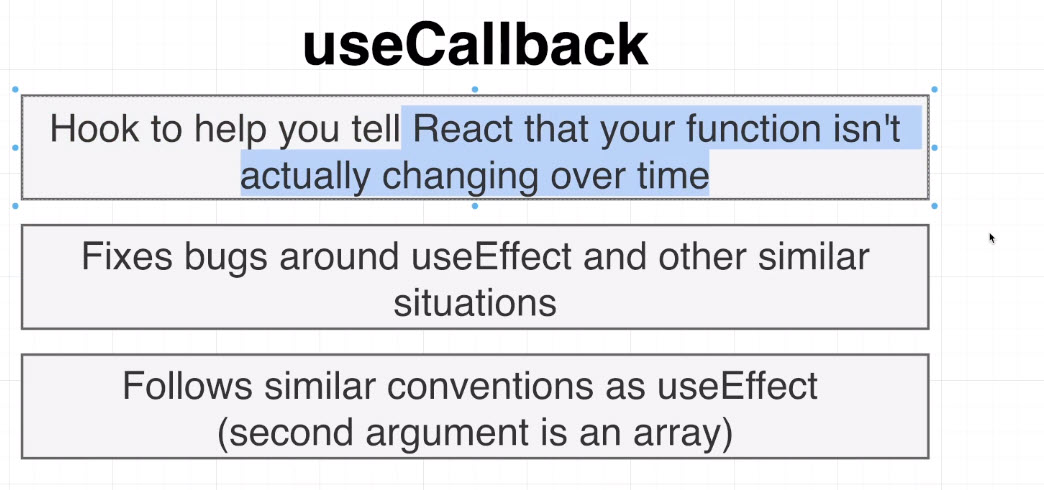 useCallback
Hook to help you tell React that your function isn't
actually changing over time
Fixes bugs around useEffect and other similar
situations
Follows similar conventions as useEffect
(second argument is an array)